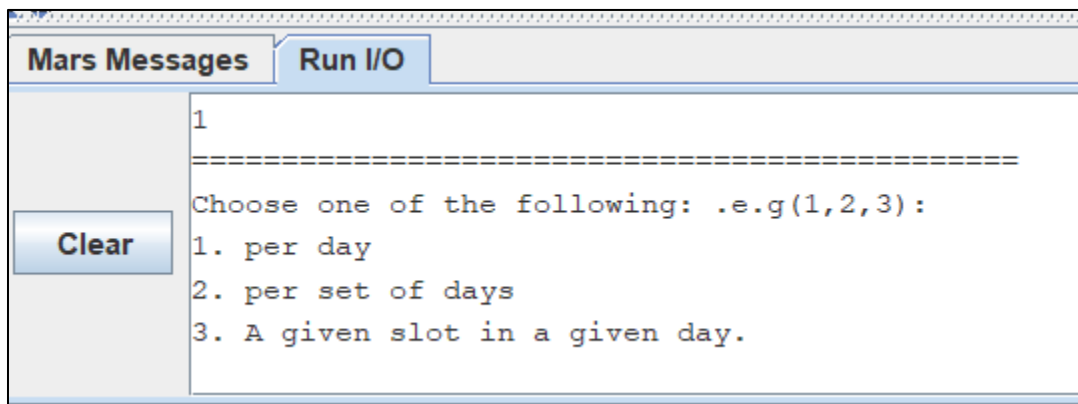 Mars Messages Run I/O
1
==============================================
Choose one of the following: .e.g(1,2,3):
Clear
1. per day
2. per set of days
3. A given slot in a given day.